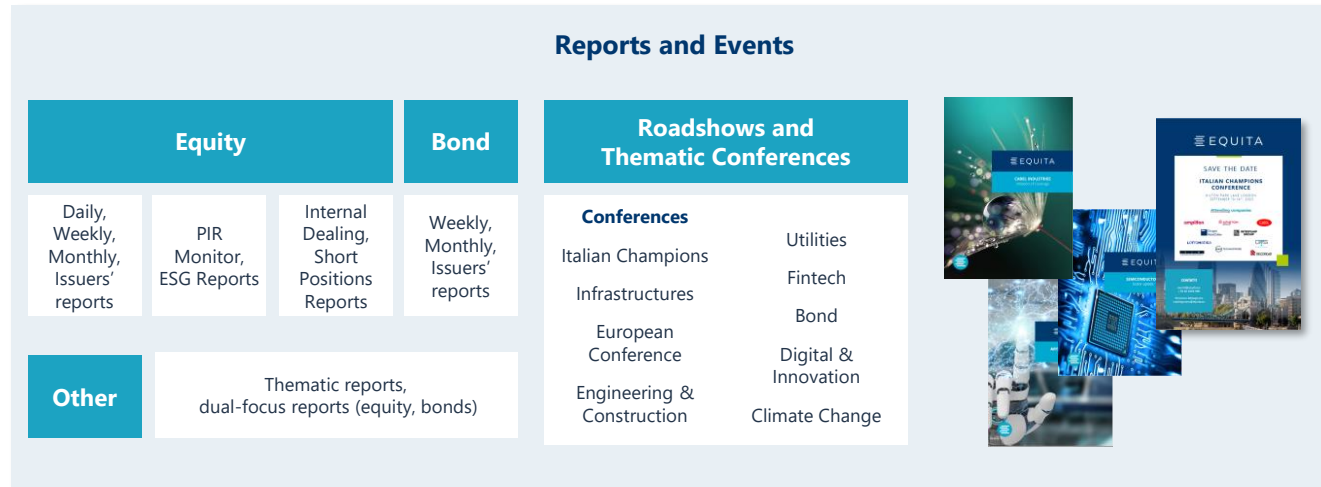 Reports and Events
Equity
Bond
Daily,
Weekly,
Monthly,
Issuers’
reports
PIR
Monitor,
ESG Reports
Internal
Dealing,
Short
Positions
Reports
Weekly,
Monthly,
Issuers’
reports
Other
Thematic reports,
dual-focus reports (equity, bonds)
Roadshows and
Thematic Conferences
Conferences
Italian Champions
Infrastructures
European
Conference
Engineering &
Construction
Utilities
Fintech
Bond
Digital &
Innovation
Climate Change
EQUITA
CAREL INDUSTRIES
EQUITA
SAVE THE DATE
ITALIAN CHAMPIONS
CONFERENCE